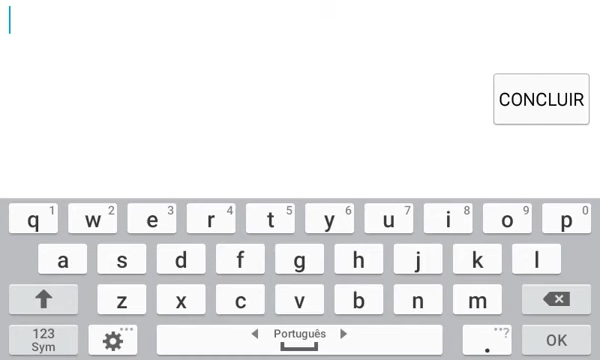 CONCLUIR
q 1 w 2 e 3 r 4 t 5 y 6 u 7 i 8 o 9 p 0
a s d f g h j k l
z x c v b n m
123 Sym ... Português . ...? OK